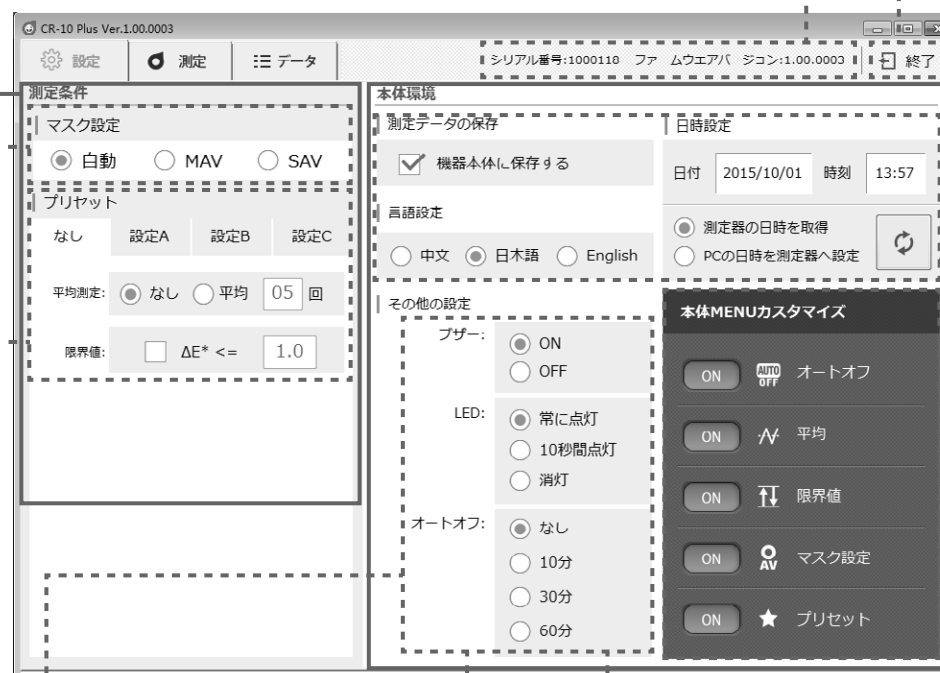 CR-10 Plus Ver.1.00.0003
設定
測定
データ
シリアル番号:1000118 ファ ムウエアバ ジコン:1.00.0003
終了
測定条件
マスク設定
白動 MAV SAV
プリセット
なし 設定A 設定B 設定C
平均測定: なし 平均 05 回
限界値: ΔE* <= 1.0
本体環境
測定データの保存
機器本体に保存する
言語設定
中文 日本語 English
日時設定
日付 2015/10/01 時刻 13:57
測定器の日時を取得
PCの日時を測定器へ設定
その他の設定
ブザー: ON
OFF
LED: 常に点灯
10秒間点灯
消灯
オートオフ: なし
10分
30分
60分
本体MENUカスタマイズ
ON AUTO OFF オートオフ
ON 平均
ON 限界値
ON AV マスク設定
ON プリセット